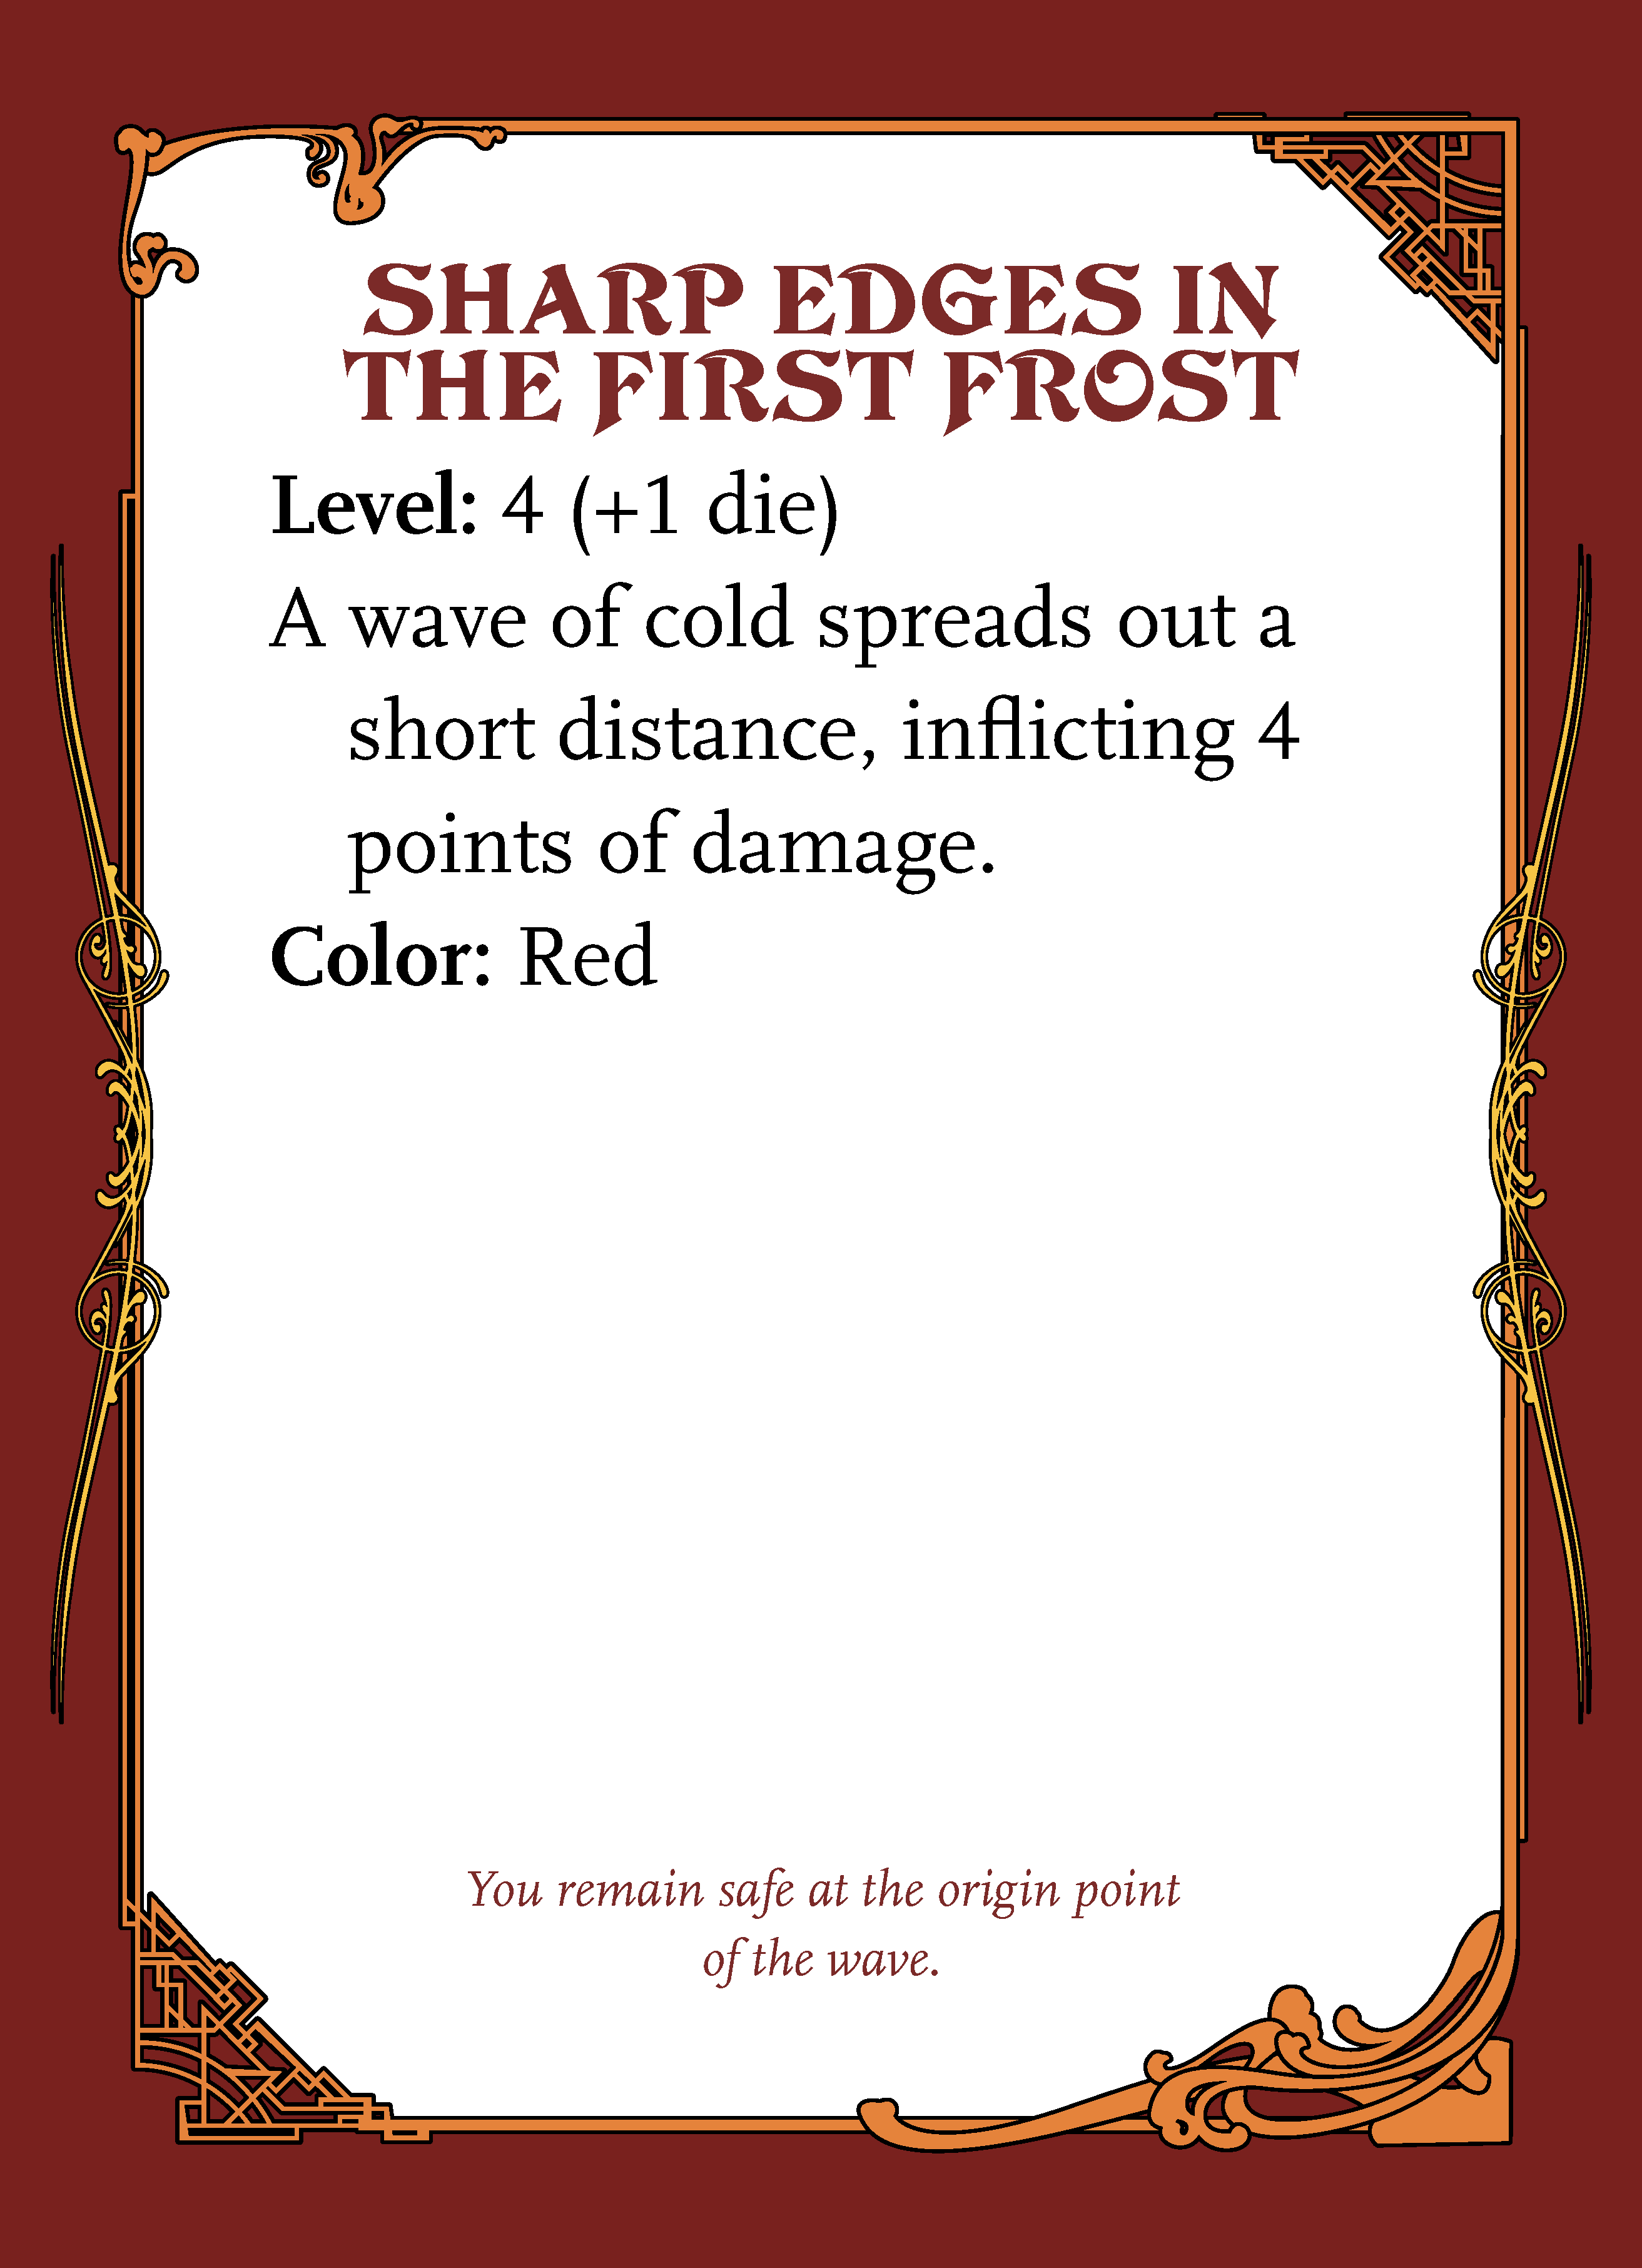 SHARP EDGES IN
THE FIRST FROST
Level: 4 (+1 die)
A wave of cold spreads out a
short distance, inflicting 4
points of damage.
Color: Red
You remain safe at the origin point
of the wave.